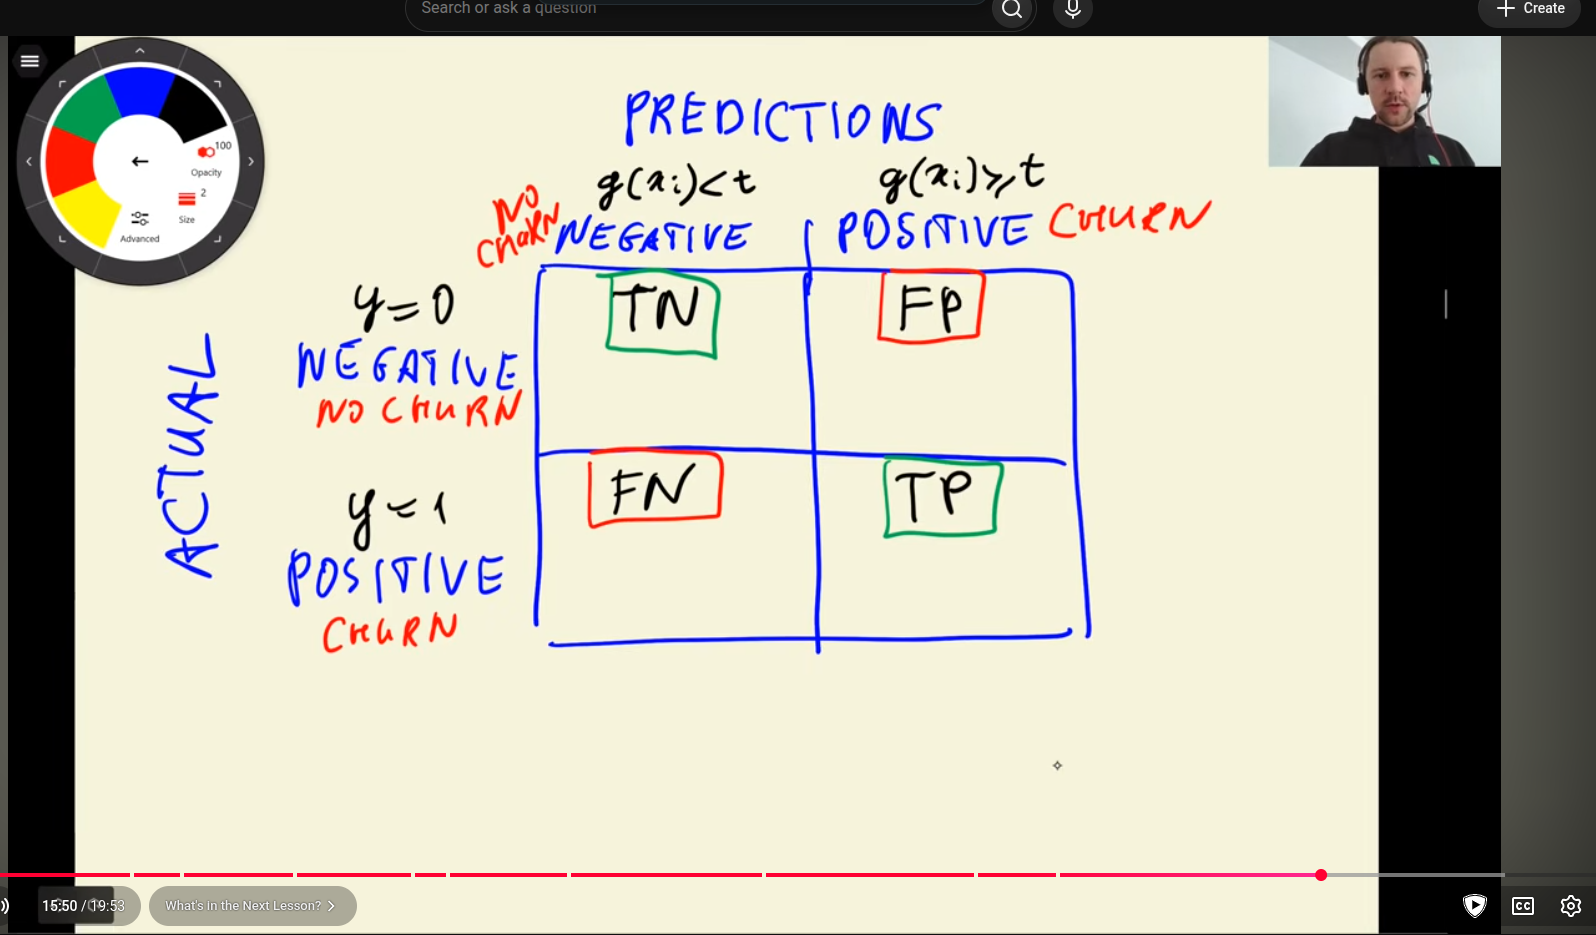 Search or ask a question
Create
100
Opacity
2
Size
Advanced
PREDICTIONS
g(xi)<t
g(xi)≥t
NO
CHURN
NEGATIVE
POSITIVE CHURN
ACTUAL
y=0
NEGATIVE
NO CHURN
TN
FP
y=1
POSITIVE
CHURN
FN
TP
15:50 / 19:53
What's in the Next Lesson?
CC